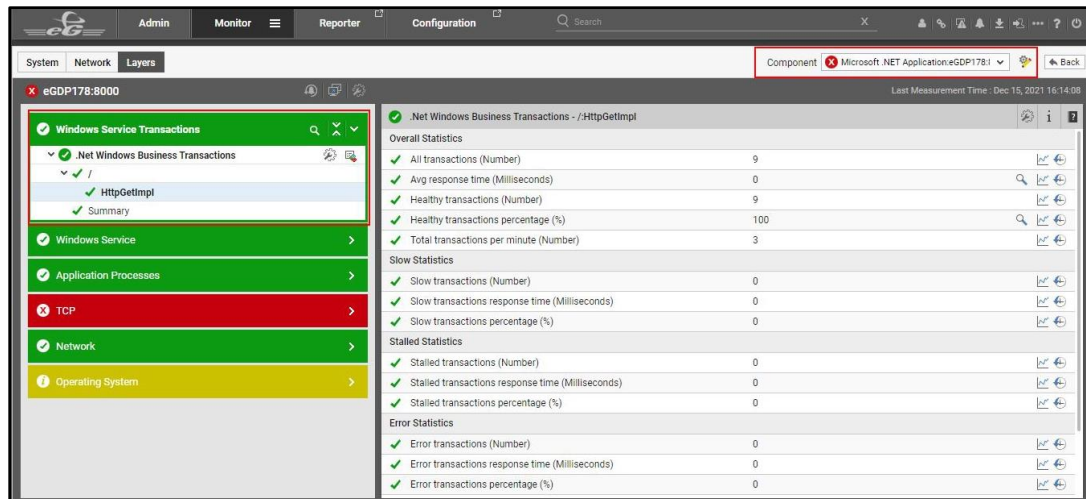 eG
Admin
Monitor
Reporter
Configuration
Search
X
System
Network
Layers
Component
Microsoft .NET Application:eGDP178:
Back
eGDP178:8000
Last Measurement Time : Dec 15, 2021 16:14:08
Windows Service Transactions
.Net Windows Business Transactions
/
HttpGetImpl
Summary
Windows Service
Application Processes
TCP
Network
Operating System
.Net Windows Business Transactions - /:HttpGetImpl
Overall Statistics
All transactions (Number) 9
Avg response time (Milliseconds) 0
Healthy transactions (Number) 9
Healthy transactions percentage (%) 100
Total transactions per minute (Number) 3
Slow Statistics
Slow transactions (Number) 0
Slow transactions response time (Milliseconds) 0
Slow transactions percentage (%) 0
Stalled Statistics
Stalled transactions (Number) 0
Stalled transactions response time (Milliseconds) 0
Stalled transactions percentage (%) 0
Error Statistics
Error transactions (Number) 0
Error transactions response time (Milliseconds) 0
Error transactions percentage (%) 0